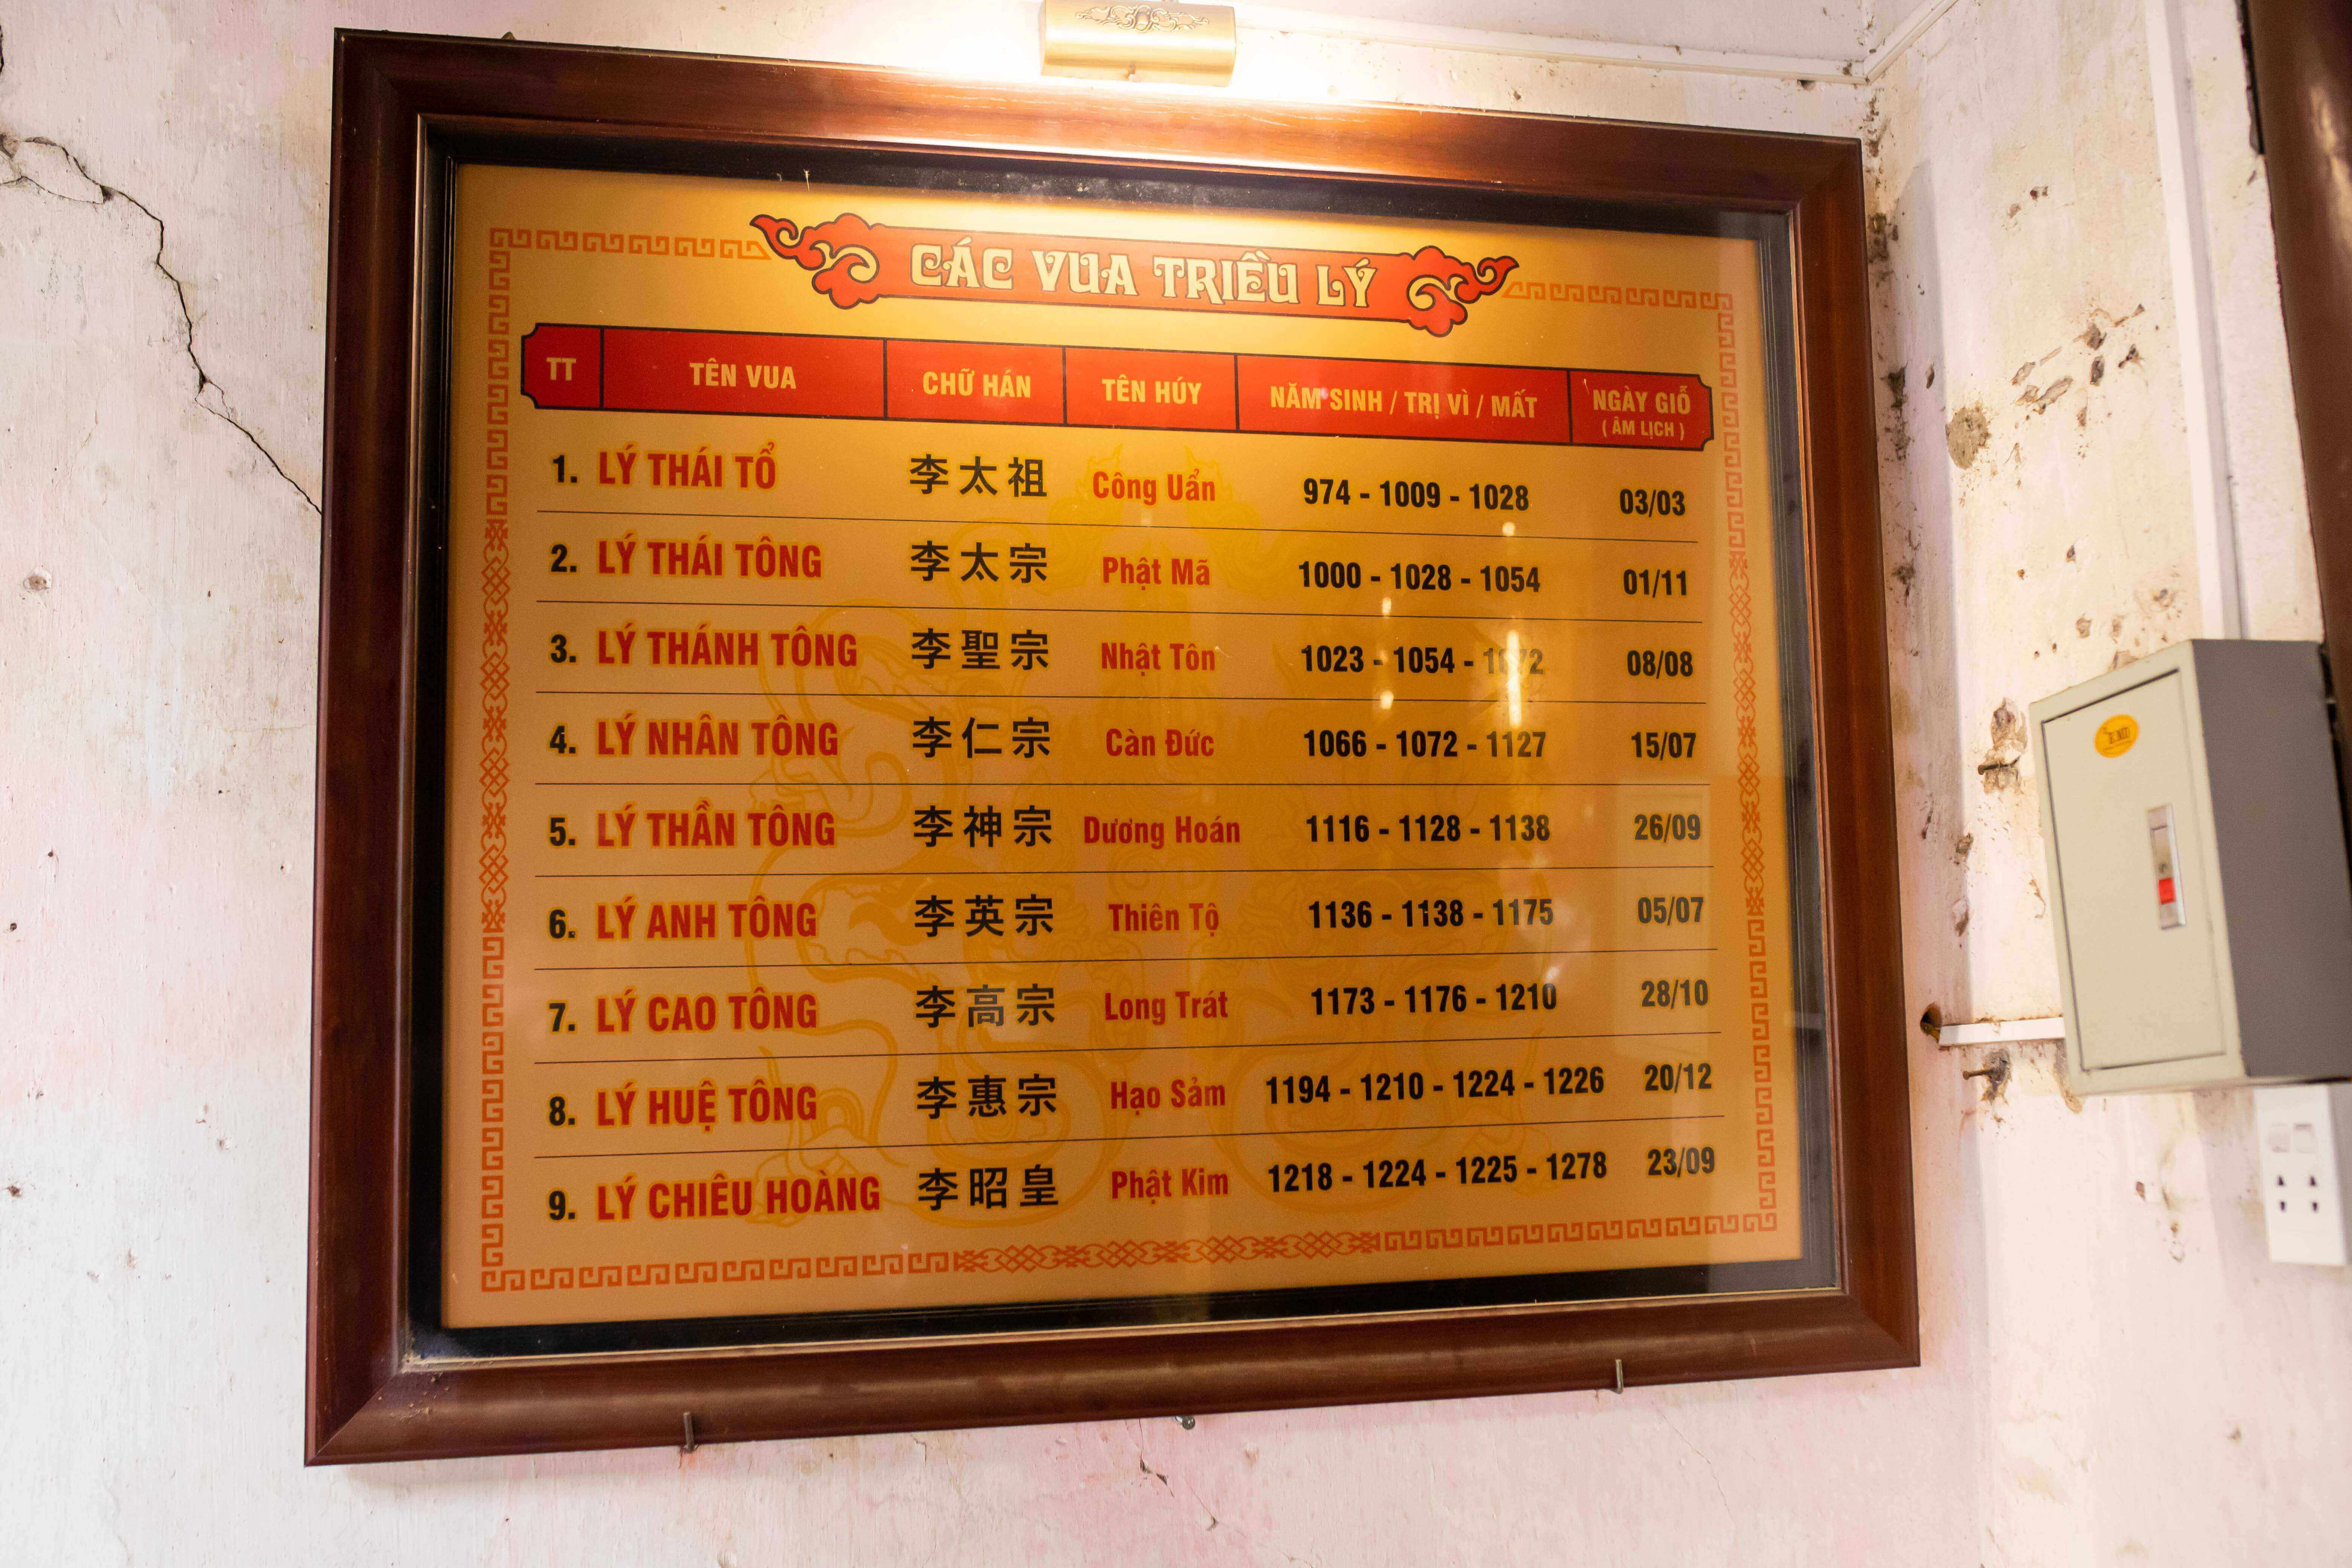 CÁC VUA TRIỀU LÝ
TT TÊN VUA CHỮ HÁN TÊN HÚY NĂM SINH / TRỊ VÌ / MẤT NGÀY GIỖ
( ÂM LỊCH )
1. LÝ THÁI TỔ 李太祖 Công Uẩn 974 - 1009 - 1028 03/03
2. LÝ THÁI TÔNG 李太宗 Phật Mã 1000 - 1028 - 1054 01/11
3. LÝ THÁNH TÔNG 李聖宗 Nhật Tôn 1023 - 1054 - 1072 08/08
4. LÝ NHÂN TÔNG 李仁宗 Càn Đức 1066 - 1072 - 1127 15/07
5. LÝ THẦN TÔNG 李神宗 Dương Hoán 1116 - 1128 - 1138 26/09
6. LÝ ANH TÔNG 李英宗 Thiên Tộ 1136 - 1138 - 1175 05/07
7. LÝ CAO TÔNG 李高宗 Long Trát 1173 - 1176 - 1210 28/10
8. LÝ HUỆ TÔNG 李惠宗 Hạo Sảm 1194 - 1210 - 1224 - 1226 20/12
9. LÝ CHIÊU HOÀNG 李昭皇 Phật Kim 1218 - 1224 - 1225 - 1278 23/09